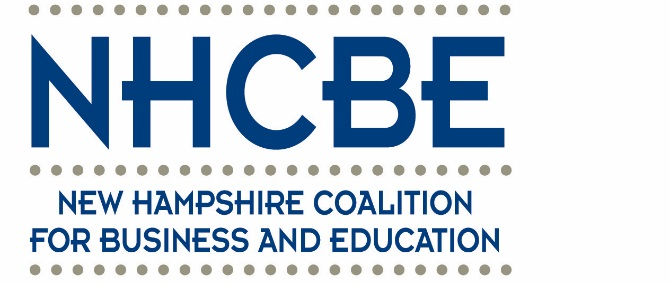 NHCBE
NEW HAMPSHIRE COALITION
FOR BUSINESS AND EDUCATION